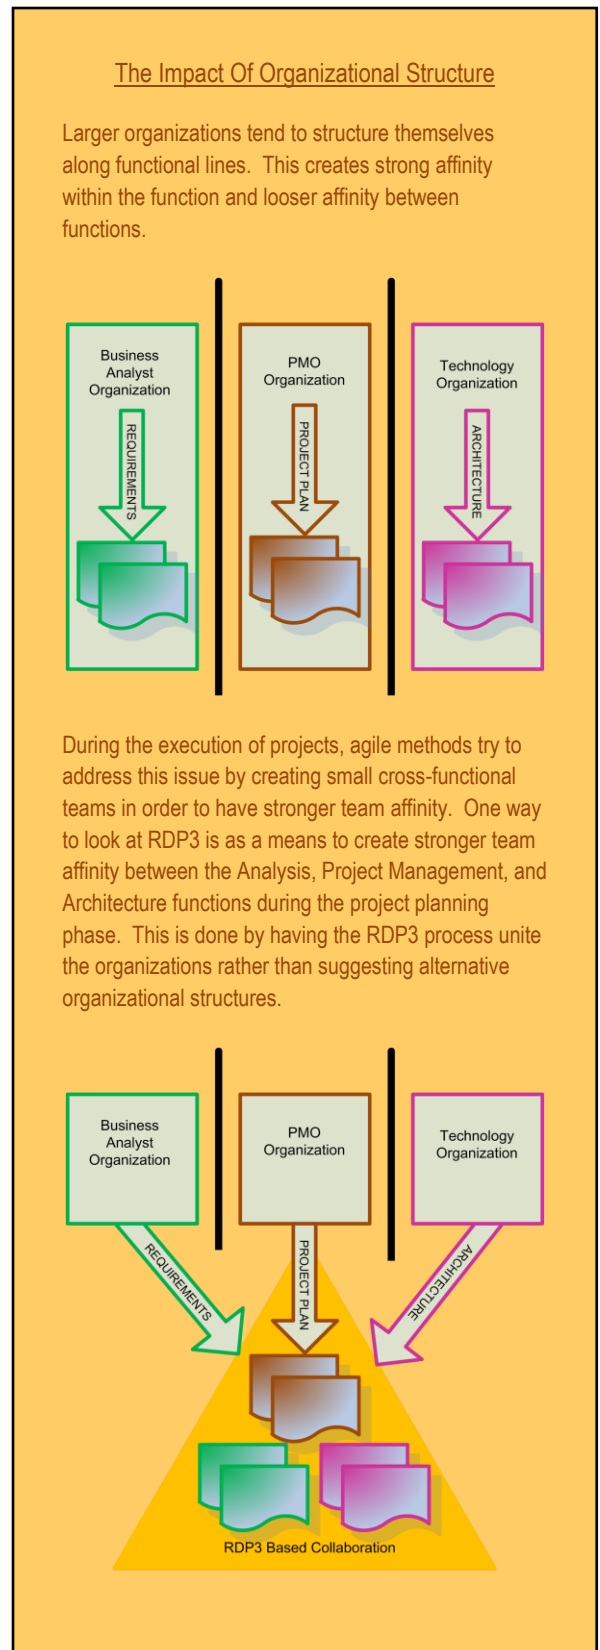 The Impact Of Organizational Structure
Larger organizations tend to structure themselves
along functional lines.  This creates strong affinity
within the function and looser affinity between
functions.
Business
Analyst
Organization
REQUIREMENTS
PMO
Organization
PROJECT PLAN
Technology
Organization
ARCHITECTURE
During the execution of projects, agile methods try to
address this issue by creating small cross-functional
teams in order to have stronger team affinity.  One way
to look at RDP3 is as a means to create stronger team
affinity between the Analysis, Project Management, and
Architecture functions during the project planning
phase.  This is done by having the RDP3 process unite
the organizations rather than suggesting alternative
organizational structures.
Business
Analyst
Organization
REQUIREMENTS
PMO
Organization
PROJECT PLAN
Technology
Organization
ARCHITECTURE
RDP3 Based Collaboration